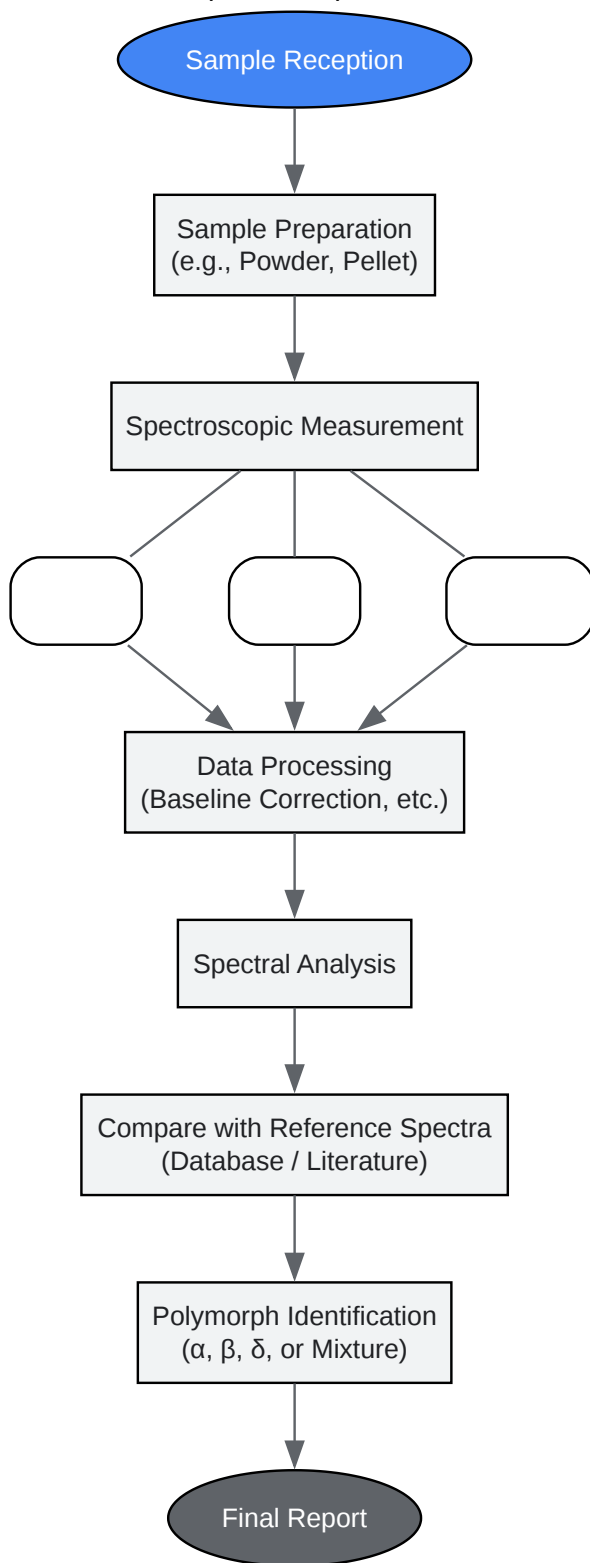 Sample Reception
Sample Preparation
(e.g., Powder, Pellet)
Spectroscopic Measurement
Data Processing
(Baseline Correction, etc.)
Spectral Analysis
Compare with Reference Spectra
(Database / Literature)
Polymorph Identification
(α, β, δ, or Mixture)
Final Report